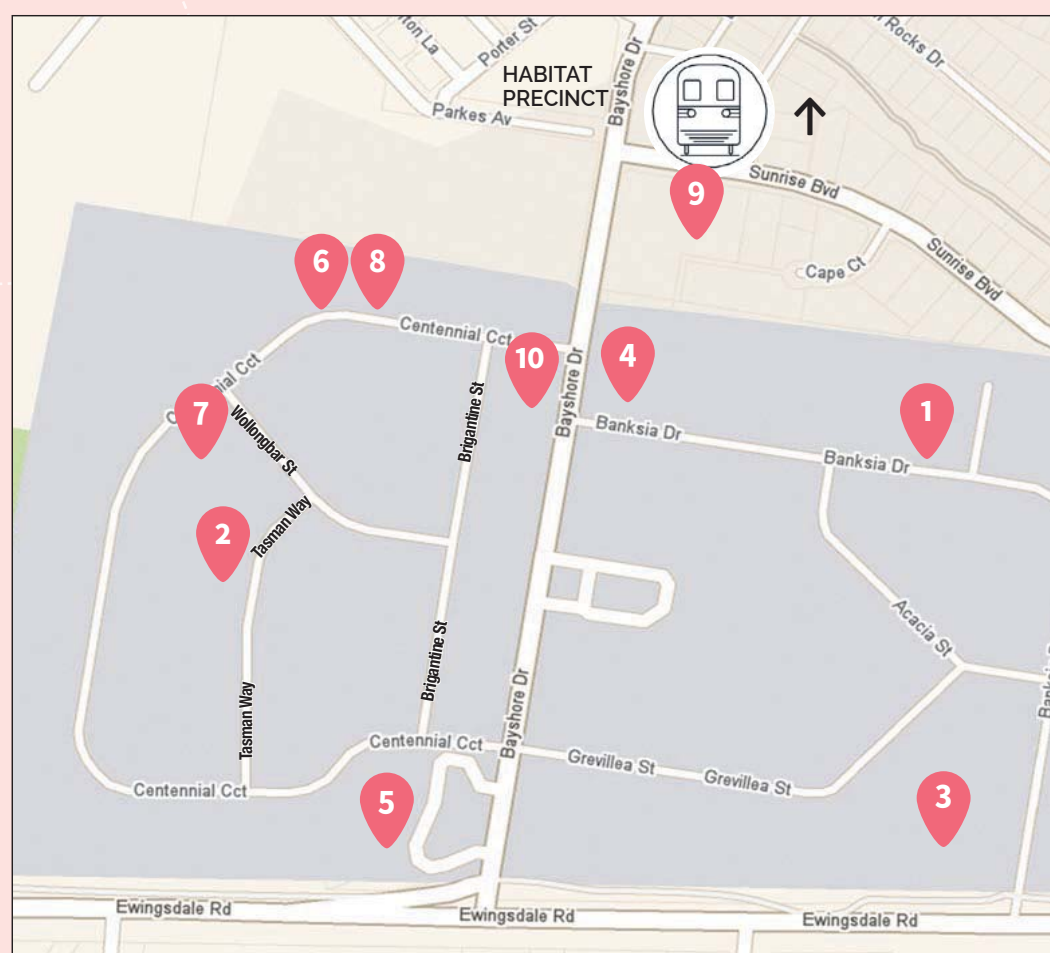 Porter St
Rocks Dr
HABITAT
PRECINCT
Bayshore Dr
Parkes Av
Sunrise Bvd
9
Sunrise Bvd
Cape Ct
6
8
Centennial Cct
10
4
Bayshore Dr
7
Wollongbar St
Brigantine St
Banksia Dr
1
Banksia Dr
2
Tasman Way
Acacia St
Brigantine St
Tasman Way
Bayshore Dr
Centennial Cct
Grevillea St
Grevillea St
Centennial Cct
5
3
Ewingsdale Rd
Ewingsdale Rd
Ewingsdale Rd